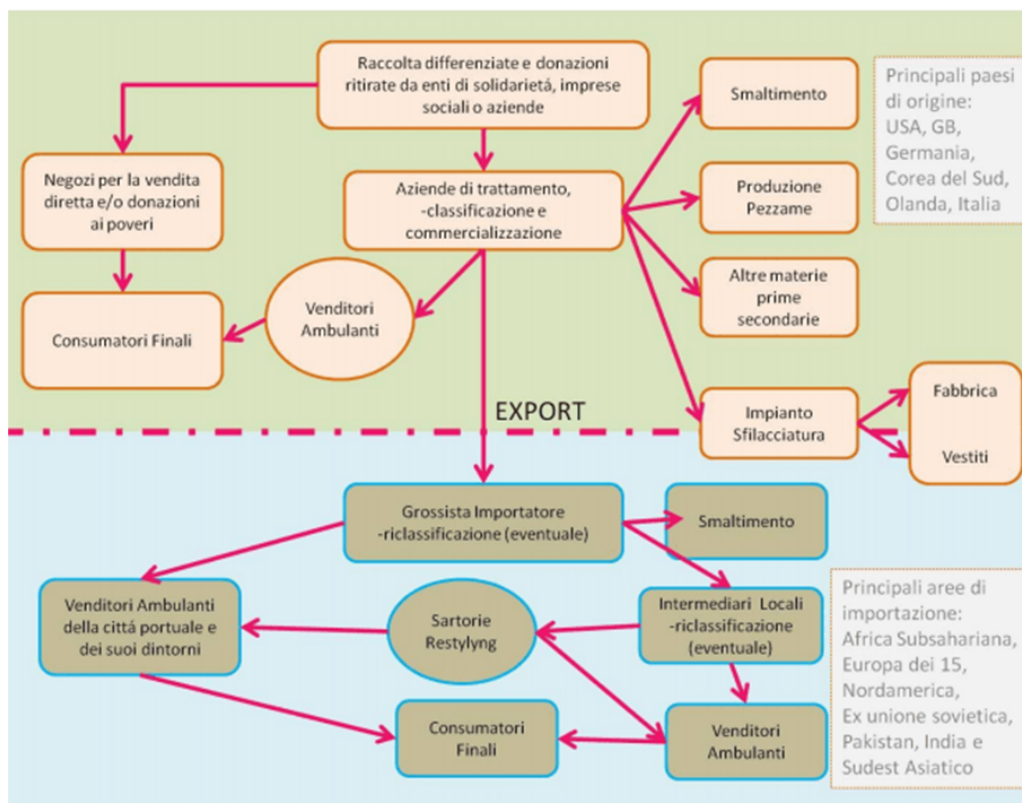 Raccolta differenziate e donazioni
ritirate da enti di solidarietá, imprese
sociali o aziende
Smaltimento
Principali paesi
di origine:
USA, GB,
Germania,
Corea del Sud,
Olanda, Italia
Negozi per la vendita
diretta e/o donazioni
ai poveri
Aziende di trattamento,
-classificazione e
commercializzazione
Produzione
Pezzame
Altre materie
prime
secondarie
Venditori
Ambulanti
Consumatori Finali
Impianto
Sfilacciatura
Fabbrica
Vestiti
EXPORT
Grossista Importatore
-riclassificazione (eventuale)
Smaltimento
Venditori Ambulanti
della cittá portuale e
dei suoi dintorni
Sartorie
Restylyng
Intermediari Locali
-riclassificazione
(eventuale)
Principali aree di
importazione:
Africa Subsahariana,
Europa dei 15,
Nordamerica,
Ex unione sovietica,
Pakistan, India e
Sudest Asiatico
Consumatori
Finali
Venditori
Ambulanti